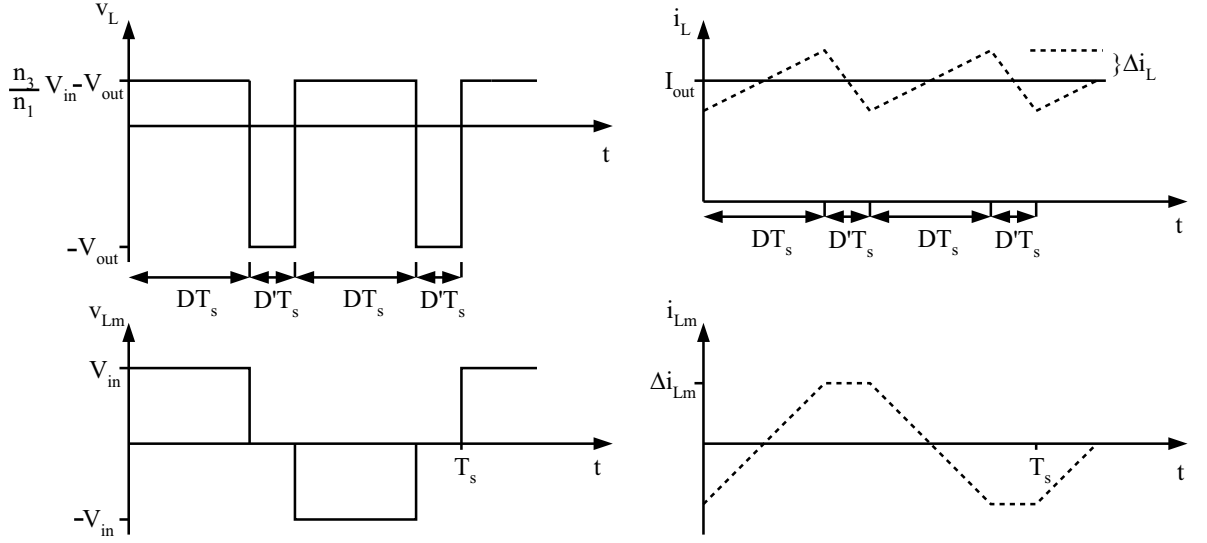 v_L
n_3
n_1
V_in-V_out
t
-V_out
DT_s D'T_s DT_s D'T_s
i_L
}Δi_L
I_out
t
DT_s D'T_s DT_s D'T_s
v_Lm
V_in
T_s t
-V_in
i_Lm
Δi_Lm
T_s t